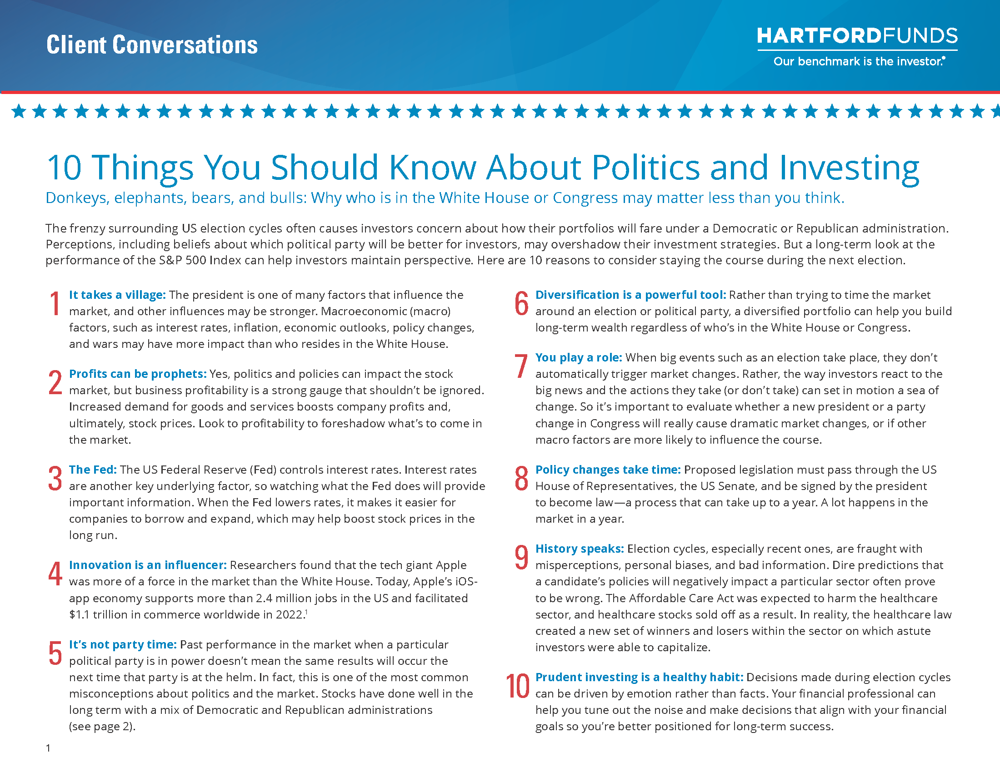 Client Conversations
HARTFORDFUNDS
Our benchmark is the investor.®
10 Things You Should Know About Politics and Investing
Donkeys, elephants, bears, and bulls: Why who is in the White House or Congress may matter less than you think.
The frenzy surrounding US election cycles often causes investors concern about how their portfolios will fare under a Democratic or Republican administration.
Perceptions, including beliefs about which political party will be better for investors, may overshadow their investment strategies. But a long-term look at the
performance of the S&P 500 Index can help investors maintain perspective. Here are 10 reasons to consider staying the course during the next election.
1 It takes a village: The president is one of many factors that influence the
market, and other influences may be stronger. Macroeconomic (macro)
factors, such as interest rates, inflation, economic outlooks, policy changes,
and wars may have more impact than who resides in the White House.
2 Profits can be prophets: Yes, politics and policies can impact the stock
market, but business profitability is a strong gauge that shouldn't be ignored.
Increased demand for goods and services boosts company profits and,
ultimately, stock prices. Look to profitability to foreshadow what's to come in
the market.
3 The Fed: The US Federal Reserve (Fed) controls interest rates. Interest rates
are another key underlying factor, so watching what the Fed does will provide
important information. When the Fed lowers rates, it makes it easier for
companies to borrow and expand, which may help boost stock prices in the
long run.
4 Innovation is an influencer: Researchers found that the tech giant Apple
was more of a force in the market than the White House. Today, Apple's iOS-
app economy supports more than 2.4 million jobs in the US and facilitated
$1.1 trillion in commerce worldwide in 2022.¹
5 It's not party time: Past performance in the market when a particular
political party is in power doesn't mean the same results will occur the
next time that party is at the helm. In fact, this is one of the most common
misconceptions about politics and the market. Stocks have done well in the
long term with a mix of Democratic and Republican administrations
(see page 2).
6 Diversification is a powerful tool: Rather than trying to time the market
around an election or political party, a diversified portfolio can help you build
long-term wealth regardless of who's in the White House or Congress.
7 You play a role: When big events such as an election take place, they don't
automatically trigger market changes. Rather, the way investors react to the
big news and the actions they take (or don't take) can set in motion a sea of
change. So it's important to evaluate whether a new president or a party
change in Congress will really cause dramatic market changes, or if other
macro factors are more likely to influence the course.
8 Policy changes take time: Proposed legislation must pass through the US
House of Representatives, the US Senate, and be signed by the president
to become law—a process that can take up to a year. A lot happens in the
market in a year.
9 History speaks: Election cycles, especially recent ones, are fraught with
misperceptions, personal biases, and bad information. Dire predictions that
a candidate's policies will negatively impact a particular sector often prove
to be wrong. The Affordable Care Act was expected to harm the healthcare
sector, and healthcare stocks sold off as a result. In reality, the healthcare law
created a new set of winners and losers within the sector on which astute
investors were able to capitalize.
10 Prudent investing is a healthy habit: Decisions made during election cycles
can be driven by emotion rather than facts. Your financial professional can
help you tune out the noise and make decisions that align with your financial
goals so you're better positioned for long-term success.
1